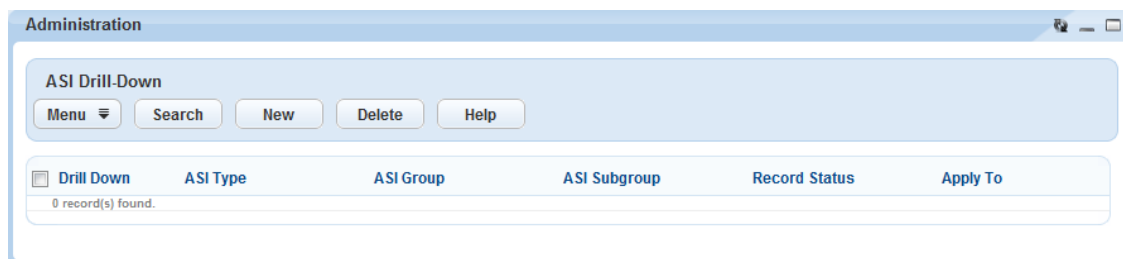 Administration
ASI Drill-Down
Menu Search New Delete Help
Drill Down ASI Type ASI Group ASI Subgroup Record Status Apply To
0 record(s) found.